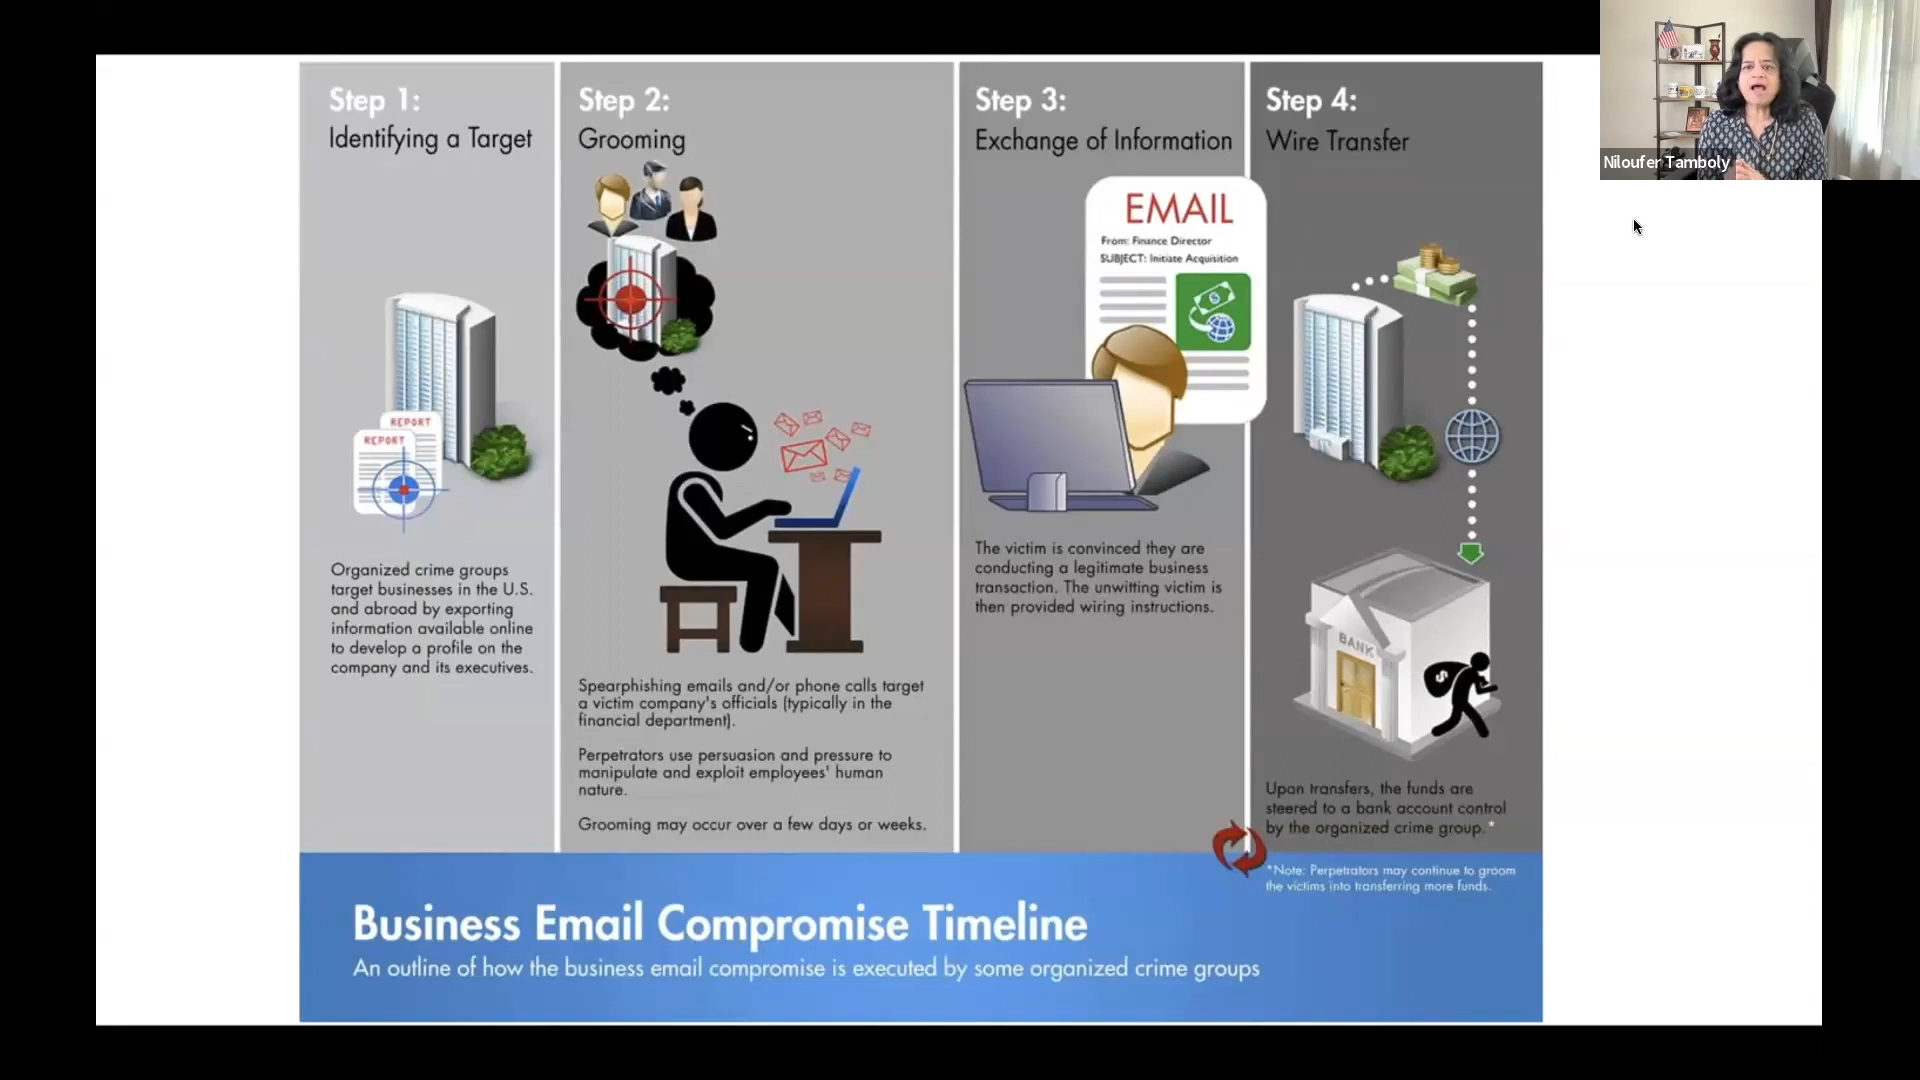 Step 1:
Identifying a Target
REPORT
REPORT
Organized crime groups
target businesses in the U.S.
and abroad by exporting
information available online
to develop a profile on the
company and its executives.
Step 2:
Grooming
Spearphishing emails and/or phone calls target
a victim company's officials (typically in the
financial department).
Perpetrators use persuasion and pressure to
manipulate and exploit employees' human
nature.
Grooming may occur over a few days or weeks.
Step 3:
Exchange of Information
EMAIL
From: Finance Director
SUBJECT: Initiate Acquisition
The victim is convinced they are
conducting a legitimate business
transaction. The unwitting victim is
then provided wiring instructions.
Step 4:
Wire Transfer
BANK
$
Upon transfers, the funds are
steered to a bank account control
by the organized crime group.*
*Note: Perpetrators may continue to groom
the victims into transferring more funds.
Business Email Compromise Timeline
An outline of how the business email compromise is executed by some organized crime groups
Niloufer Tamboly